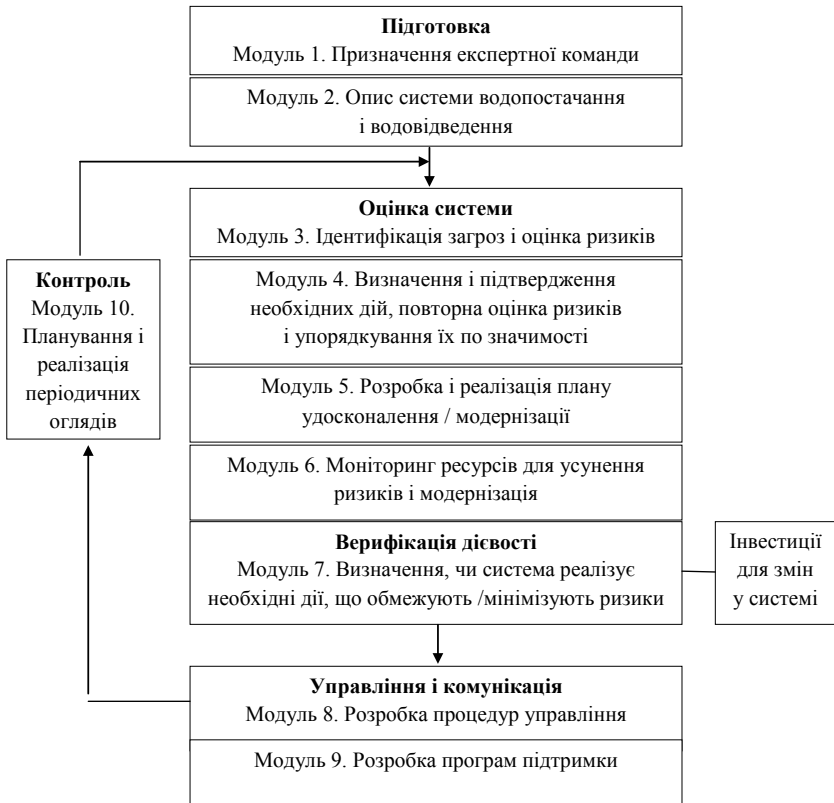 Підготовка
Модуль 1. Призначення експертної команди
Модуль 2. Опис системи водопостачання
і водовідведення
Оцінка системи
Модуль 3. Ідентифікація загроз і оцінка ризиків
Модуль 4. Визначення і підтвердження
необхідних дій, повторна оцінка ризиків
і упорядкування їх по значимості
Модуль 5. Розробка і реалізація плану
удосконалення / модернізації
Модуль 6. Моніторинг ресурсів для усунення
ризиків і модернізація
Верифікація дієвості
Модуль 7. Визначення, чи система реалізує
необхідні дії, що обмежують /мінімізують ризики
Інвестиції
для змін
у системі
Управління і комунікація
Модуль 8. Розробка процедур управління
Модуль 9. Розробка програм підтримки
Контроль
Модуль 10.
Планування і
реалізація
періодичних
оглядів